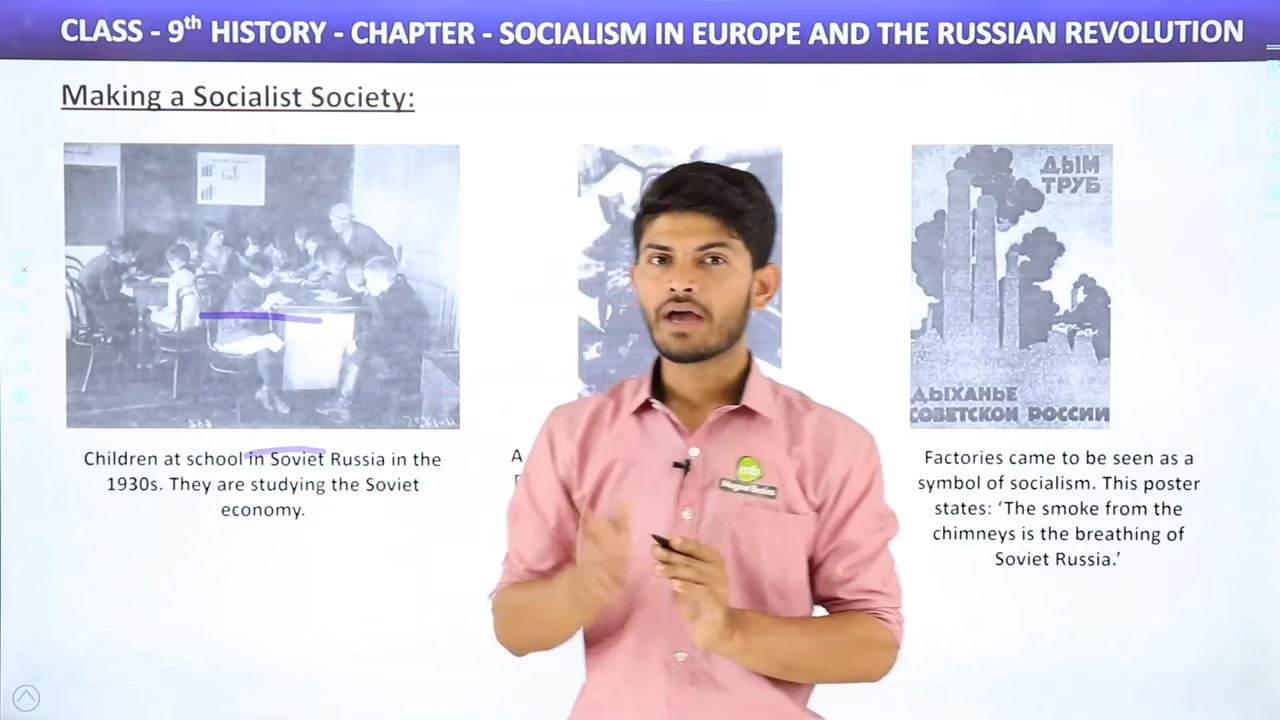 CLASS - 9th HISTORY - CHAPTER - SOCIALISM IN EUROPE AND THE RUSSIAN REVOLUTION
Making a Socialist Society:
ДЫМ
ТРУБ
ДЫХАНЬЕ
СОВЕТСКОЙ РОССИИ
Children at school in Soviet Russia in the
1930s. They are studying the Soviet
economy.
A
Factories came to be seen as a
symbol of socialism. This poster
states: ‘The smoke from the
chimneys is the breathing of
Soviet Russia.’
mb
Magnet Brains